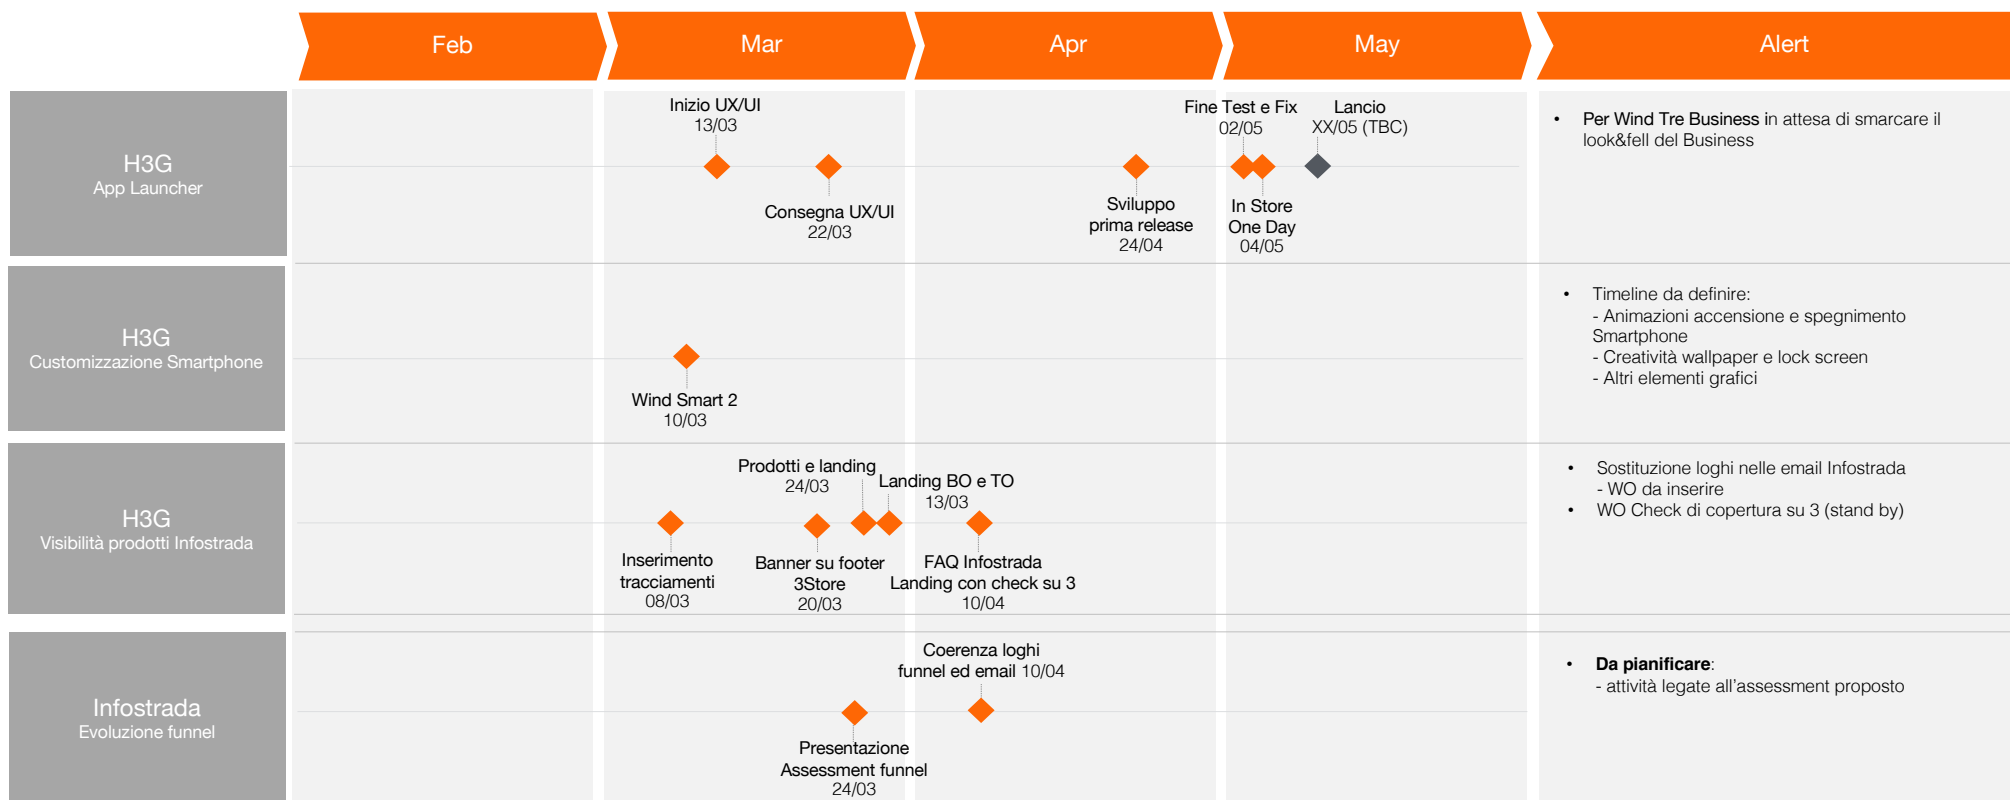 Feb
Mar
Apr
May
Alert
H3G
App Launcher
Inizio UX/UI
13/03
Consegna UX/UI
22/03
Sviluppo
prima release
24/04
Fine Test e Fix
02/05
In Store
One Day
04/05
Lancio
XX/05 (TBC)
• Per Wind Tre Business in attesa di smarcare il
look&fell del Business
H3G
Customizzazione Smartphone
Wind Smart 2
10/03
• Timeline da definire:
- Animazioni accensione e spegnimento
Smartphone
- Creatività wallpaper e lock screen
- Altri elementi grafici
H3G
Visibilità prodotti Infostrada
Inserimento
tracciamenti
08/03
Prodotti e landing
24/03
Banner su footer
3Store
20/03
Landing BO e TO
13/03
FAQ Infostrada
Landing con check su 3
10/04
• Sostituzione loghi nelle email Infostrada
- WO da inserire
• WO Check di copertura su 3 (stand by)
Infostrada
Evoluzione funnel
Presentazione
Assessment funnel
24/03
Coerenza loghi
funnel ed email 10/04
• Da pianificare:
- attività legate all'assessment proposto